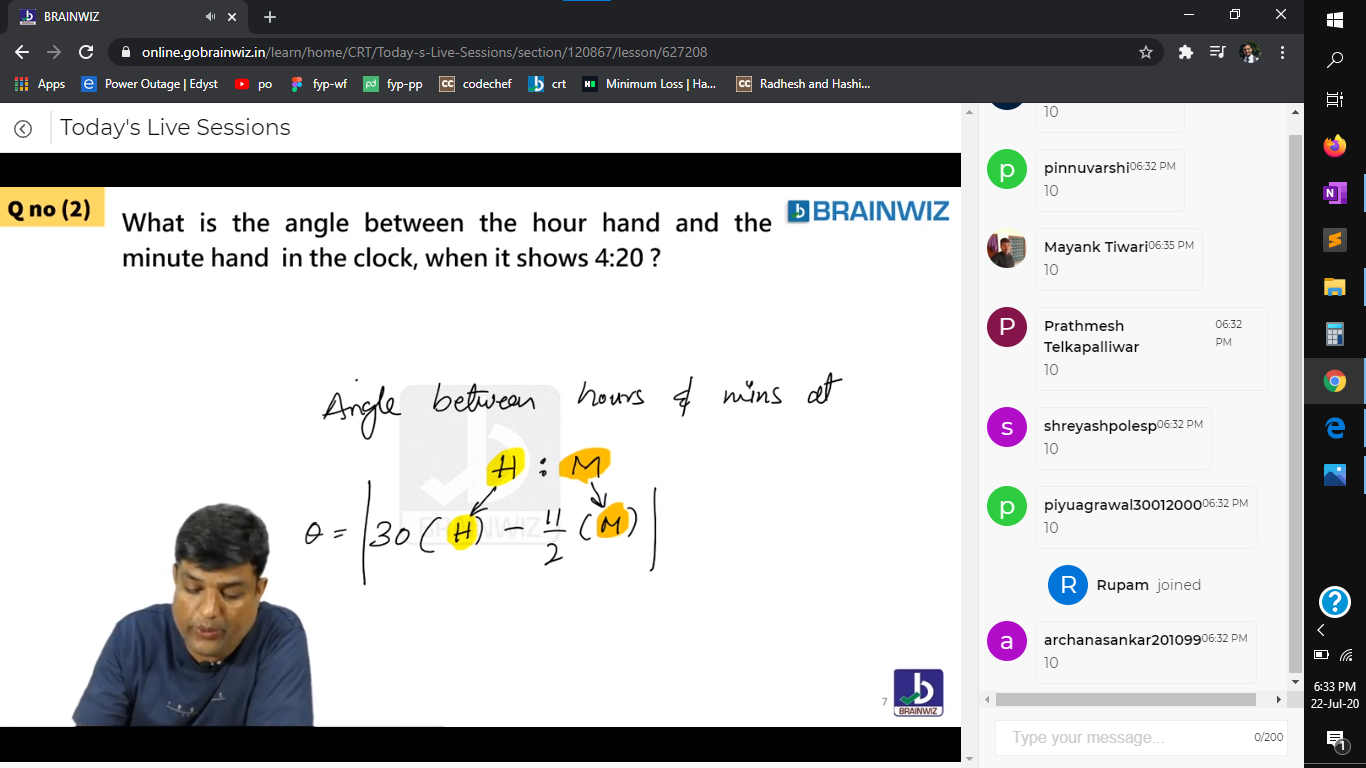 BRAINWIZ
online.gobrainwiz.in/learn/home/CRT/Today-s-Live-Sessions/section/120867/lesson/627208
Apps Power Outage | Edyst po fyp-wf fyp-pp codechef crt Minimum Loss | Ha... Radhesh and Hashi...
Today's Live Sessions
Q no (2)
What is the angle between the hour hand and the
minute hand in the clock, when it shows 4:20 ?
BRAINWIZ
Angle between hours & mins at
H : M
θ = |30 (H) - 11/2 (M)|
BRAINWIZ
7
b
BRAINWIZ
10
p
pinnuvarshi 06:32 PM
10
Mayank Tiwari 06:35 PM
10
P
Prathmesh Telkapalliwar 06:32 PM
10
s
shreyashpolesp 06:32 PM
10
p
piyuagrawal30012000 06:32 PM
10
R
Rupam joined
a
archanasankar201099 06:32 PM
10
Type your message...
0/200
?
6:33 PM
22-Jul-20
1